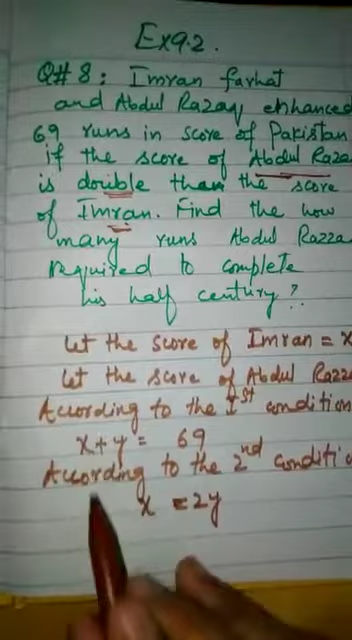 Ex 9.2.
Q# 8: Imran farhat
and Abdul Razaq enhanced
69 runs in score of Pakistan
if the score of Abdul Raza
is double than the score
of Imran. Find the how
many runs Abdul Razza
required to complete
his half century?
Let the score of Imran = x
Let the score of Abdul Razza
According to the 1st condition
x+y = 69
According to the 2nd conditio
x = 2y